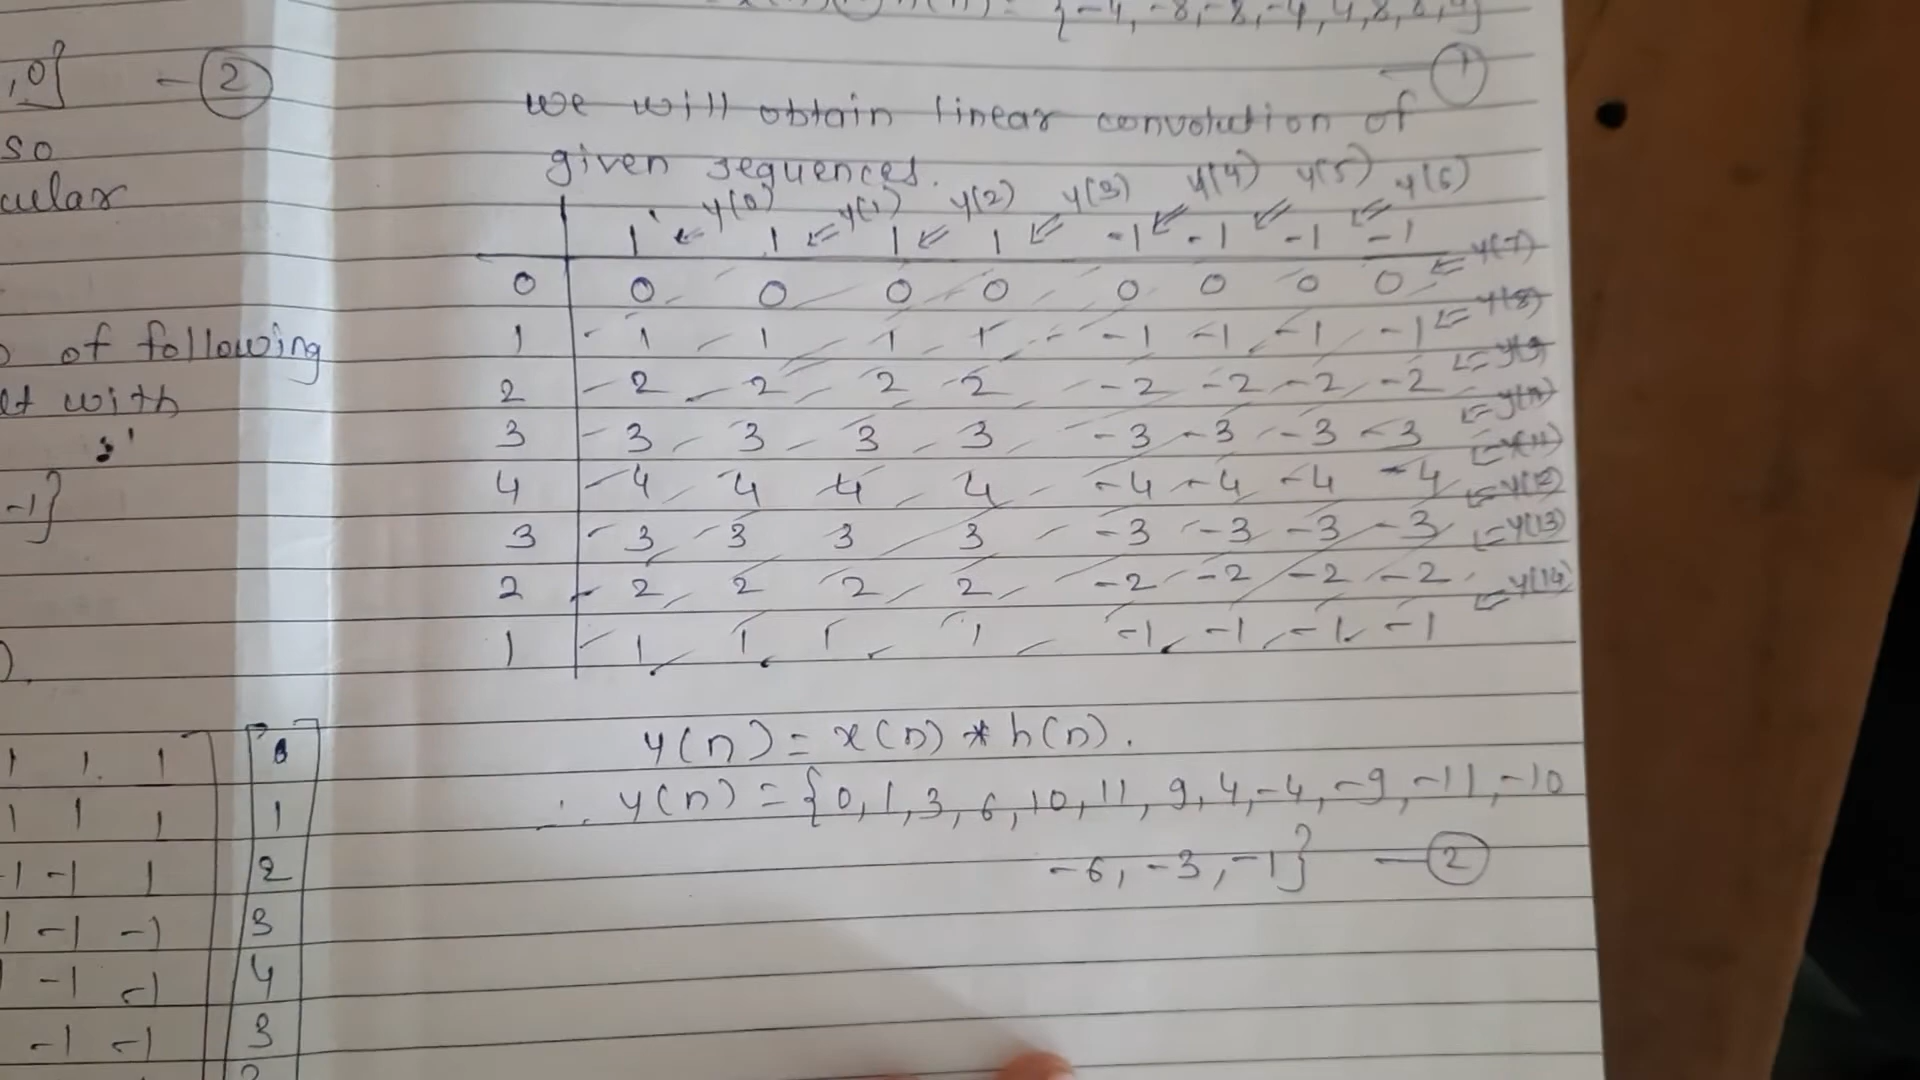 {-4, -8, -8, -4, 4, 8, 8, 4}
, 0} - 2
1
we will obtain linear convolution of
so
given sequences.
cular
y(0) y(1) y(2) y(3) y(4) y(5) y(6)
1 1 1 1 -1 -1 -1 -1
y(7)
0 0 0 0 0 0 0 0 0
y(8)
of following
1 1 1 1 1 -1 -1 -1 -1
y(9)
2 2 2 2 2 -2 -2 -2 -2
with
3 3 3 3 3 -3 -3 -3 -3
y(11)
4 4 4 4 4 -4 -4 -4 -4
y(12)
-1}
3 3 3 3 3 -3 -3 -3 -3
y(13)
2 2 2 2 2 -2 -2 -2 -2
y(14)
1 1 1 1 1 -1 -1 -1 -1
y(n) = x(n) * h(n).
∴ y(n) = {0, 1, 3, 6, 10, 11, 9, 4, -4, -9, -11, -10
-6, -3, -1} - 2
1 1 1
1 1 1 1
-1 -1 1 2
1 -1 -1 3
-1 -1 4
-1 -1 3
2